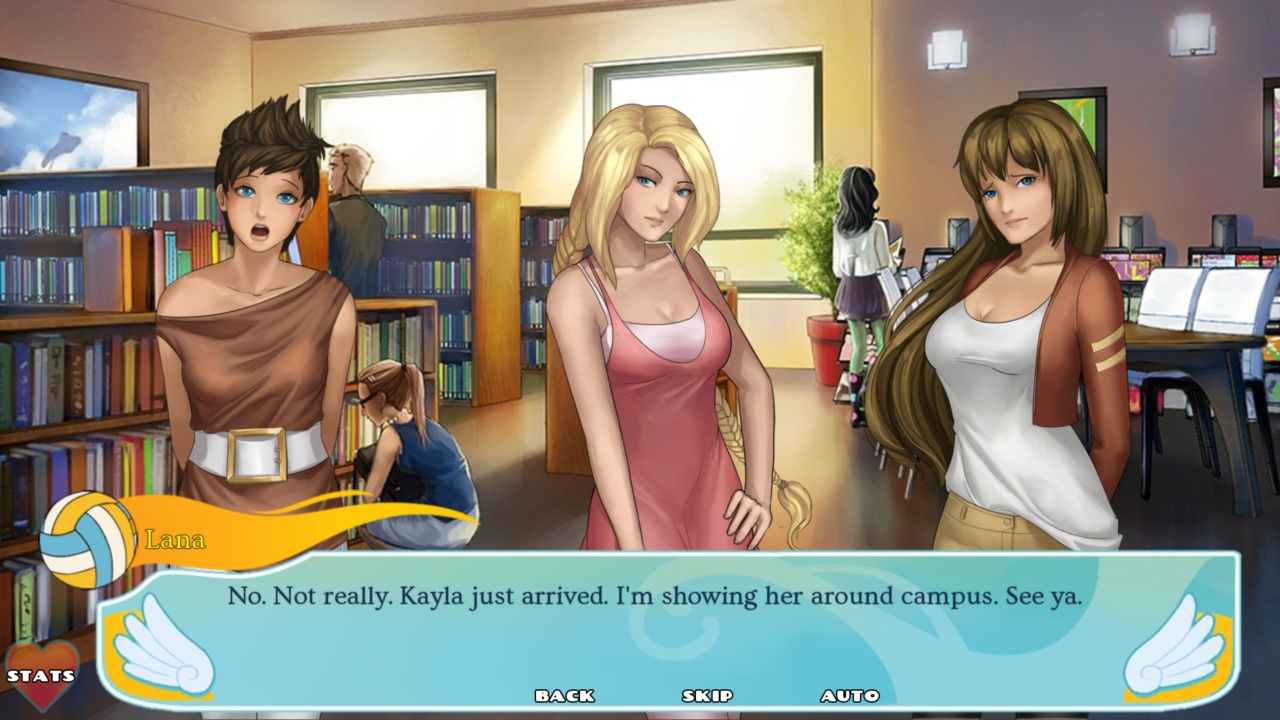 Lana
No. Not really. Kayla just arrived. I'm showing her around campus. See ya.
STATS
BACK SKIP AUTO